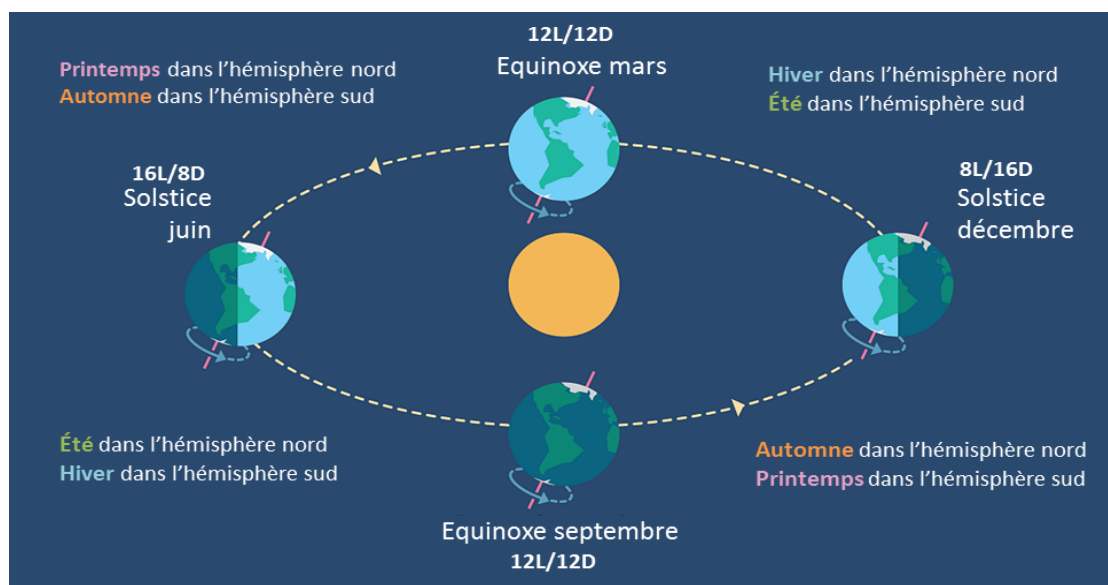 12L/12D
Equinoxe mars
Printemps dans l’hémisphère nord
Automne dans l’hémisphère sud
Hiver dans l’hémisphère nord
Été dans l’hémisphère sud
16L/8D
Solstice
juin
8L/16D
Solstice
décembre
Été dans l’hémisphère nord
Hiver dans l’hémisphère sud
Automne dans l’hémisphère nord
Printemps dans l’hémisphère sud
Equinoxe septembre
12L/12D